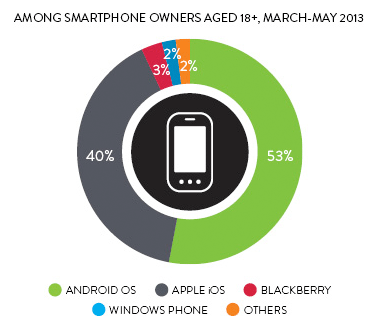 AMONG SMARTPHONE OWNERS AGED 18+, MARCH-MAY 2013
2%
3%
2%
40%
53%
ANDROID OS APPLE iOS BLACKBERRY
WINDOWS PHONE OTHERS